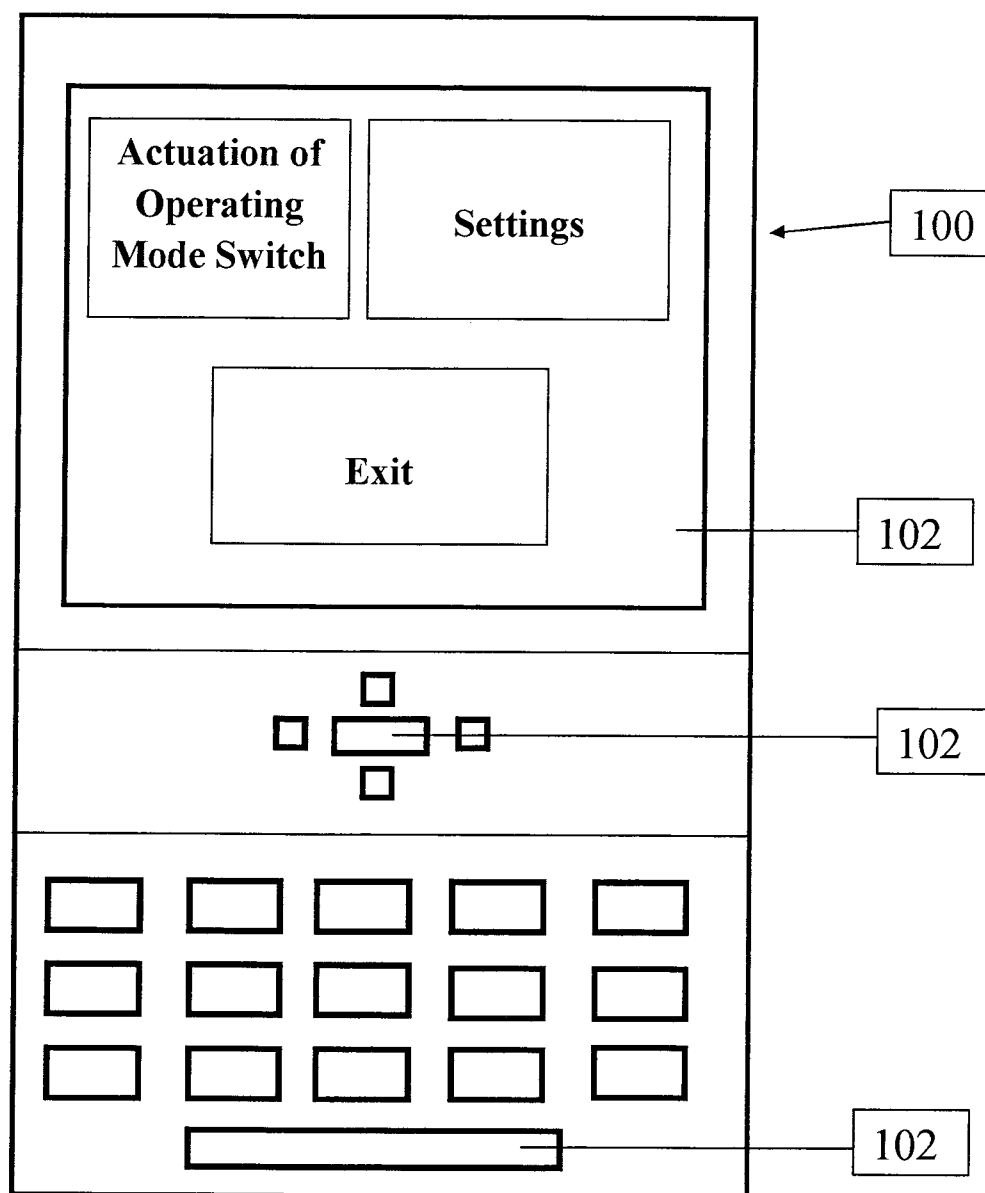 Actuation of
Operating
Mode Switch
Settings
100
Exit
102
102
102